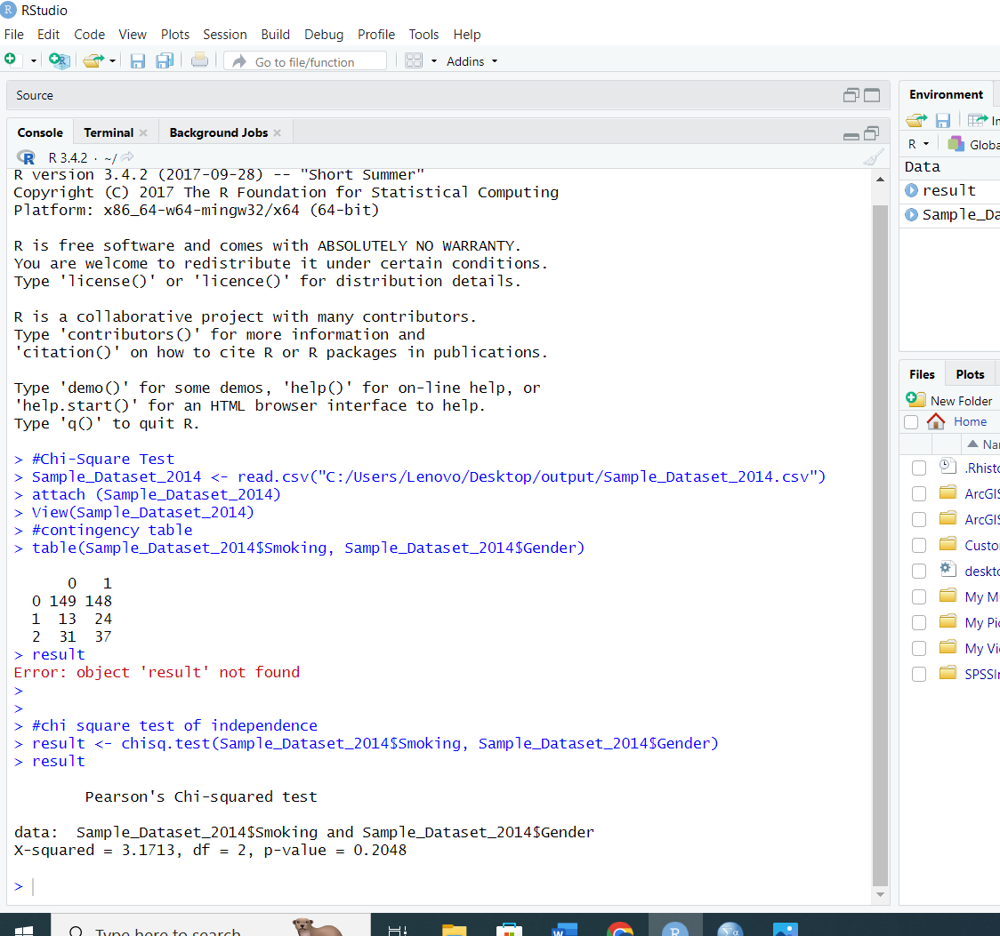 RStudio
File Edit Code View Plots Session Build Debug Profile Tools Help
Go to file/function Addins
Source
Console Terminal Background Jobs
R 3.4.2 · ~/
R version 3.4.2 (2017-09-28) -- "Short Summer"
Copyright (C) 2017 The R Foundation for Statistical Computing
Platform: x86_64-w64-mingw32/x64 (64-bit)
R is free software and comes with ABSOLUTELY NO WARRANTY.
You are welcome to redistribute it under certain conditions.
Type 'license()' or 'licence()' for distribution details.
R is a collaborative project with many contributors.
Type 'contributors()' for more information and
'citation()' on how to cite R or R packages in publications.
Type 'demo()' for some demos, 'help()' for on-line help, or
'help.start()' for an HTML browser interface to help.
Type 'q()' to quit R.
> #Chi-Square Test
> Sample_Dataset_2014 <- read.csv("C:/Users/Lenovo/Desktop/output/Sample_Dataset_2014.csv")
> attach (Sample_Dataset_2014)
> View(Sample_Dataset_2014)
> #contingency table
> table(Sample_Dataset_2014$Smoking, Sample_Dataset_2014$Gender)
0 1
0 149 148
1 13 24
2 31 37
> result
Error: object 'result' not found
>
>
> #chi square test of independence
> result <- chisq.test(Sample_Dataset_2014$Smoking, Sample_Dataset_2014$Gender)
> result
Pearson's Chi-squared test
data: Sample_Dataset_2014$Smoking and Sample_Dataset_2014$Gender
X-squared = 3.1713, df = 2, p-value = 0.2048
>
Environment
In
R Globa
Data
result
Sample_Da
Files Plots
New Folder
Home
Nar
.Rhisto
ArcGIS
ArcGIS
Custo
deskto
My M
My Pic
My Vi
SPSSIn
Type here to search